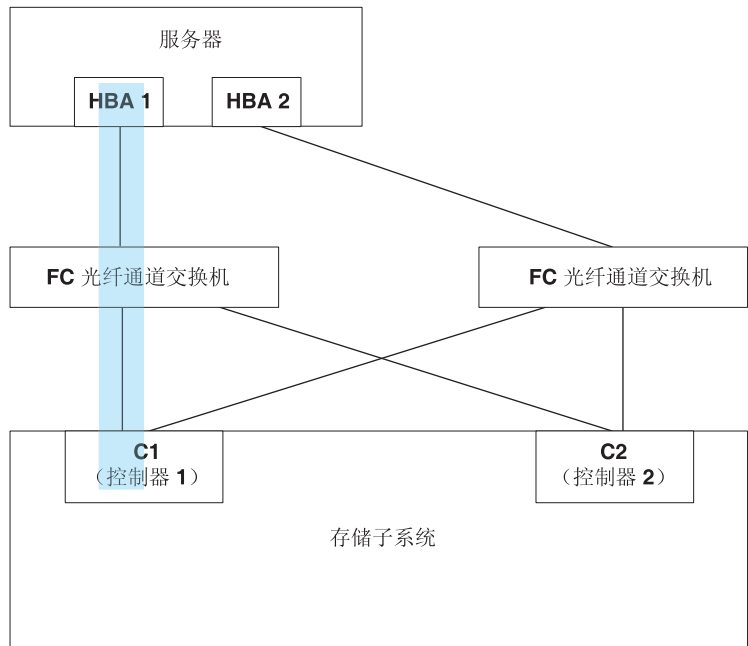 服务器
HBA 1
HBA 2
FC 光纤通道交换机
FC 光纤通道交换机
C1
（控制器 1）
C2
（控制器 2）
存储子系统